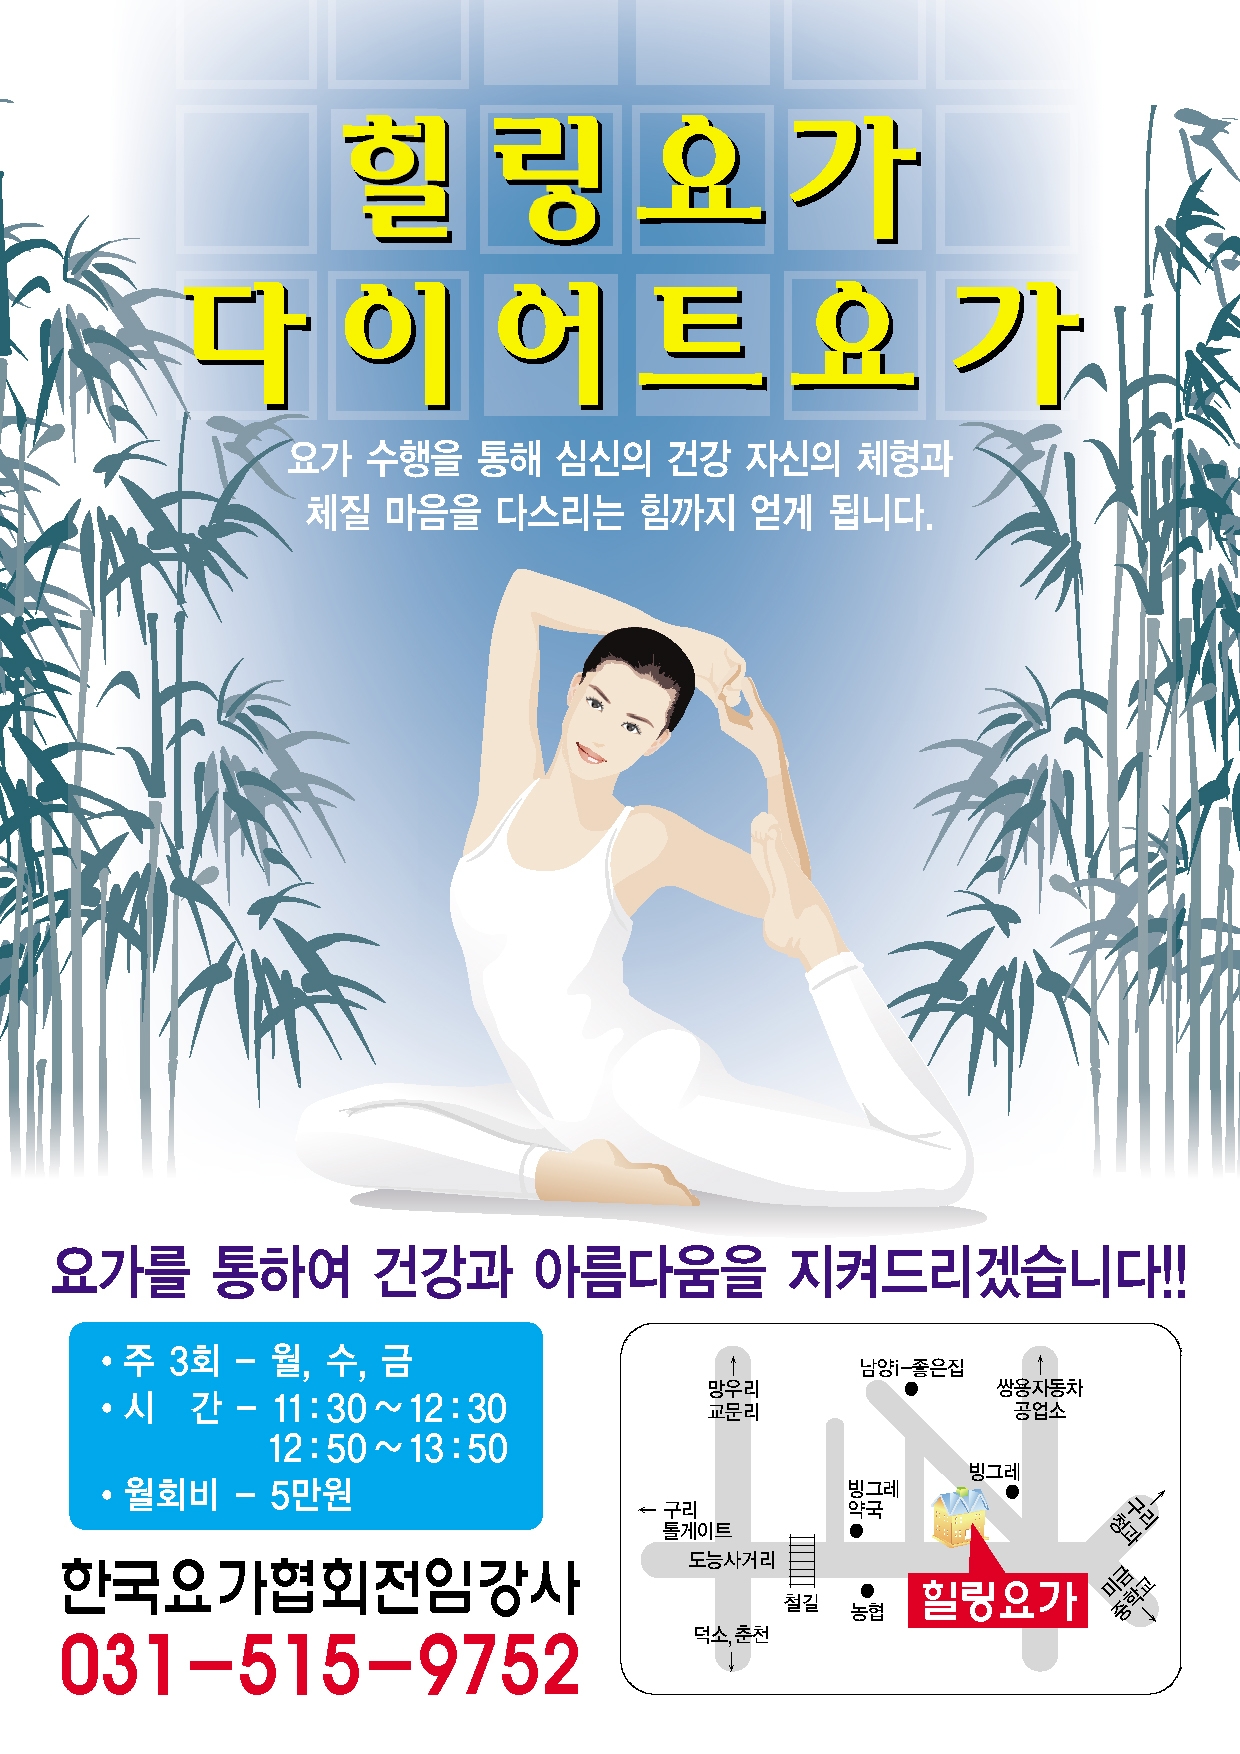 힐링요가
다이어트요가
요가 수행을 통해 심신의 건강 자신의 체형과
체질 마음을 다스리는 힘까지 얻게 됩니다.
요가를 통하여 건강과 아름다움을 지켜드리겠습니다!!
• 주 3회 - 월, 수, 금
• 시 간 - 11:30~12:30
12:50~13:50
• 월회비 - 5만원
한국요가협회전임강사
031-515-9752
↑
망우리
교문리
남양i-좋은집
↑
쌍용자동차
공업소
빙그레
빙그레
약국
← 구리
톨게이트
도농사거리
철길
농협
덕소, 춘천
↓
힐링요가
구리 →
청과
미금
중학교 →